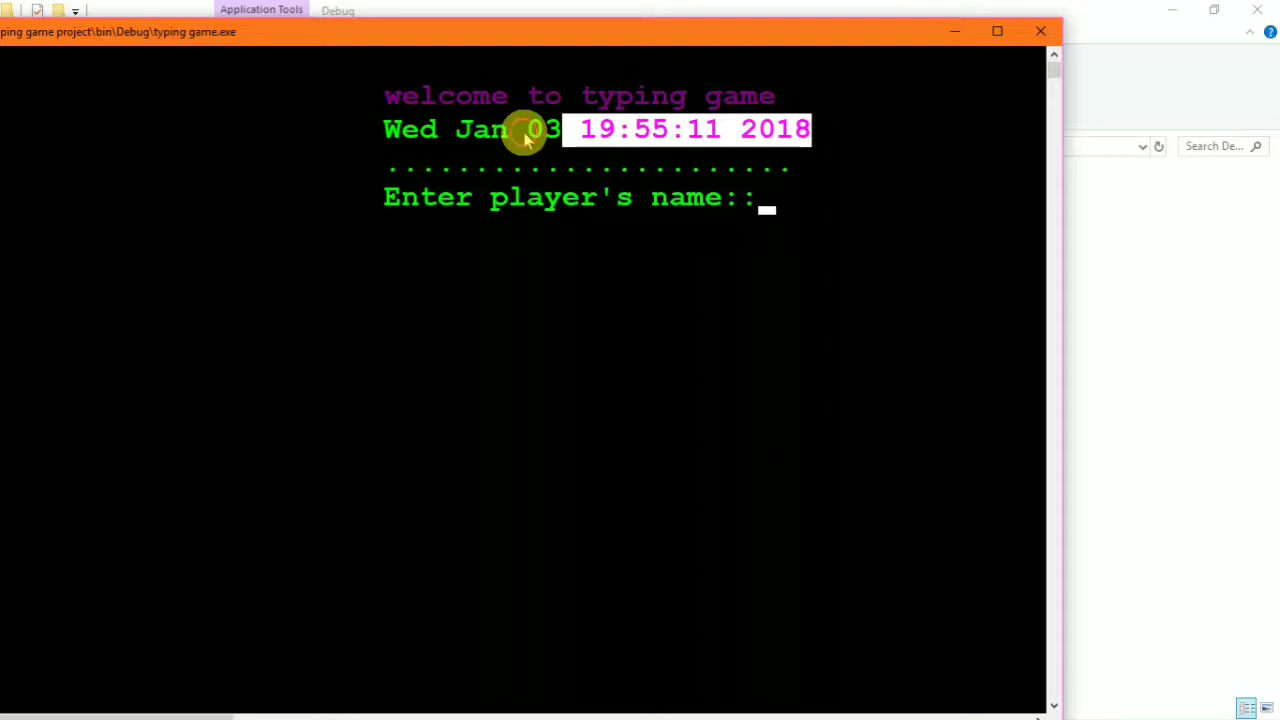 Application Tools
Debug
ping game project\bin\Debug\typing game.exe
welcome to typing game
Wed Jan 03 19:55:11 2018
.......................
Enter player's name::_
Search De...